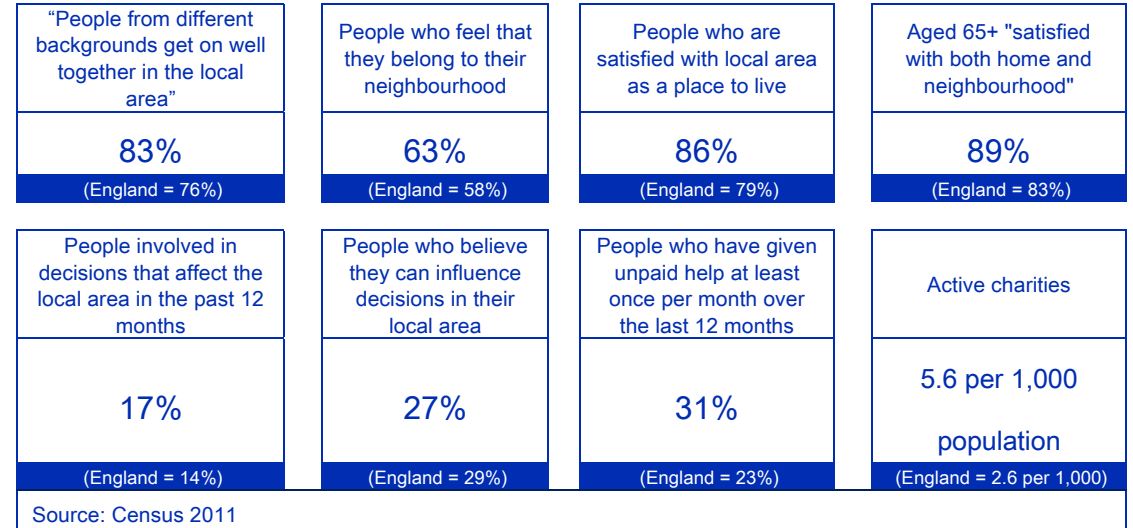 “People from different
backgrounds get on well
together in the local
area”
83%
(England = 76%)
People who feel that
they belong to their
neighbourhood
63%
(England = 58%)
People who are
satisfied with local area
as a place to live
86%
(England = 79%)
Aged 65+ "satisfied
with both home and
neighbourhood"
89%
(England = 83%)
People involved in
decisions that affect the
local area in the past 12
months
17%
(England = 14%)
People who believe
they can influence
decisions in their
local area
27%
(England = 29%)
People who have given
unpaid help at least
once per month over
the last 12 months
31%
(England = 23%)
Active charities
5.6 per 1,000
population
(England = 2.6 per 1,000)
Source: Census 2011